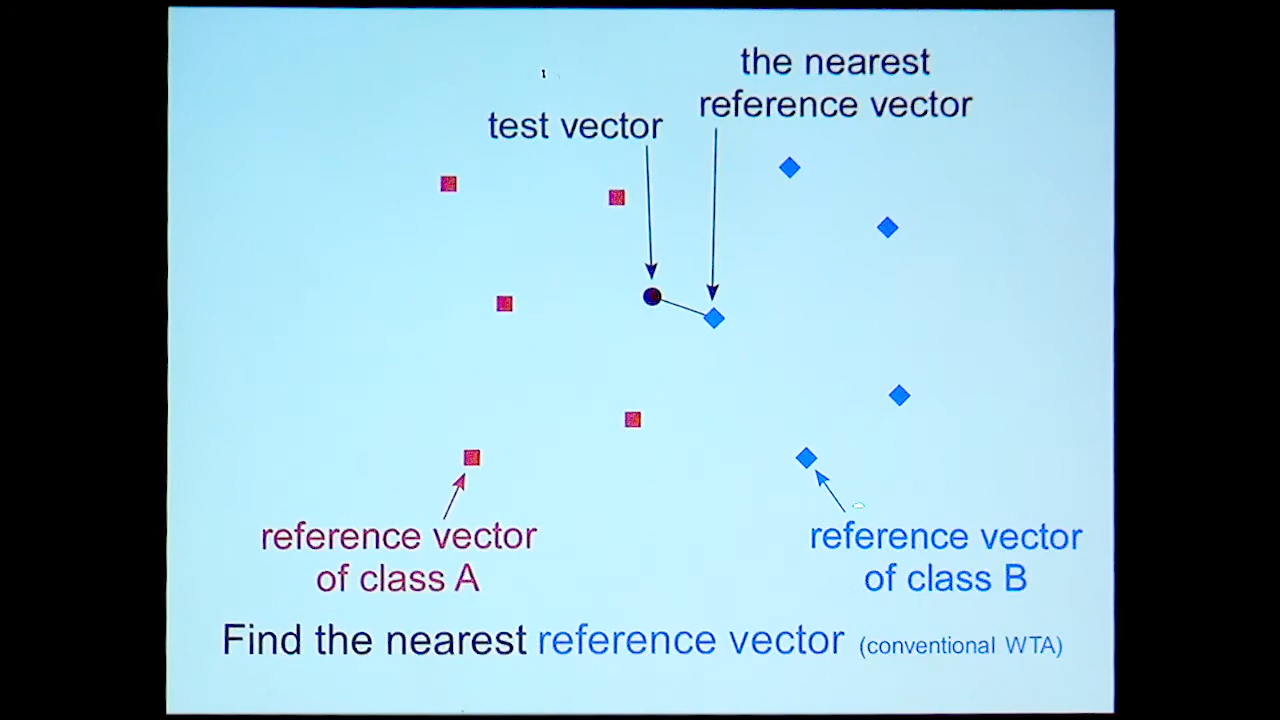 the nearest
reference vector
test vector
reference vector
of class A
reference vector
of class B
Find the nearest reference vector (conventional WTA)